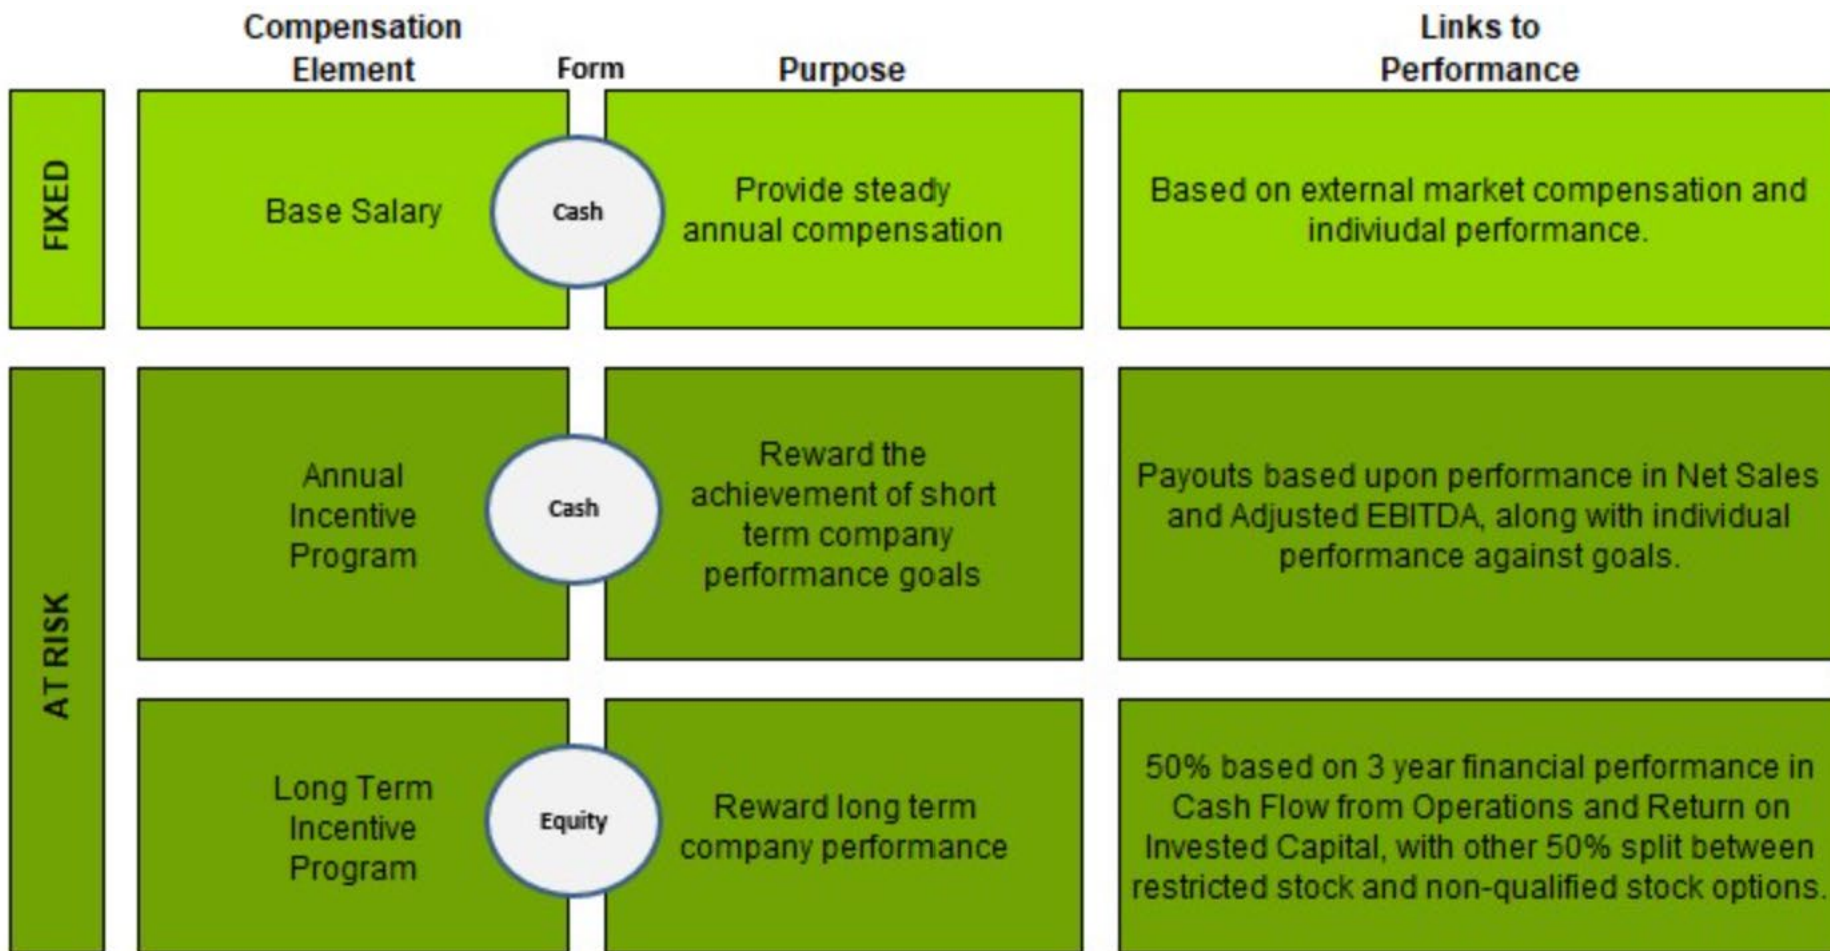 Compensation
Element
Form
Purpose
Links to
Performance
FIXED
Base Salary
Cash
Provide steady
annual compensation
Based on external market compensation and
indiviudal performance.
AT RISK
Annual
Incentive
Program
Cash
Reward the
achievement of short
term company
performance goals
Payouts based upon performance in Net Sales
and Adjusted EBITDA, along with individual
performance against goals.
Long Term
Incentive
Program
Equity
Reward long term
company performance
50% based on 3 year financial performance in
Cash Flow from Operations and Return on
Invested Capital, with other 50% split between
restricted stock and non-qualified stock options.